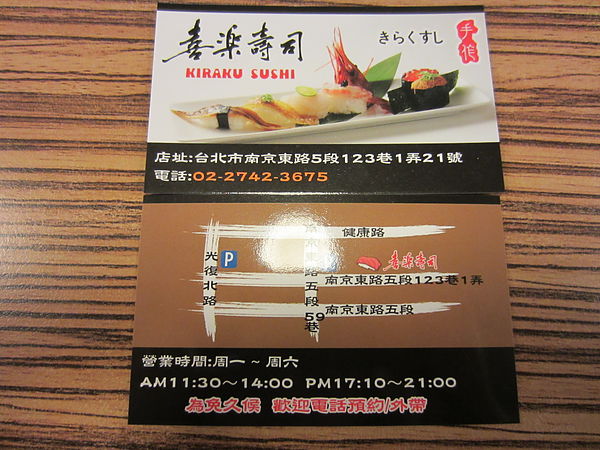 喜楽壽司
きらくすし
手作
KIRAKU SUSHI
店址:台北市南京東路5段123巷1弄21號
電話:02-2742-3675
健康路
光復北路
P
南京東路五段59巷
喜楽壽司
南京東路五段123巷1弄
南京東路五段
營業時間:周一 ~ 周六
AM11:30~14:00 PM17:10~21:00
為免久候 歡迎電話預約/外帶